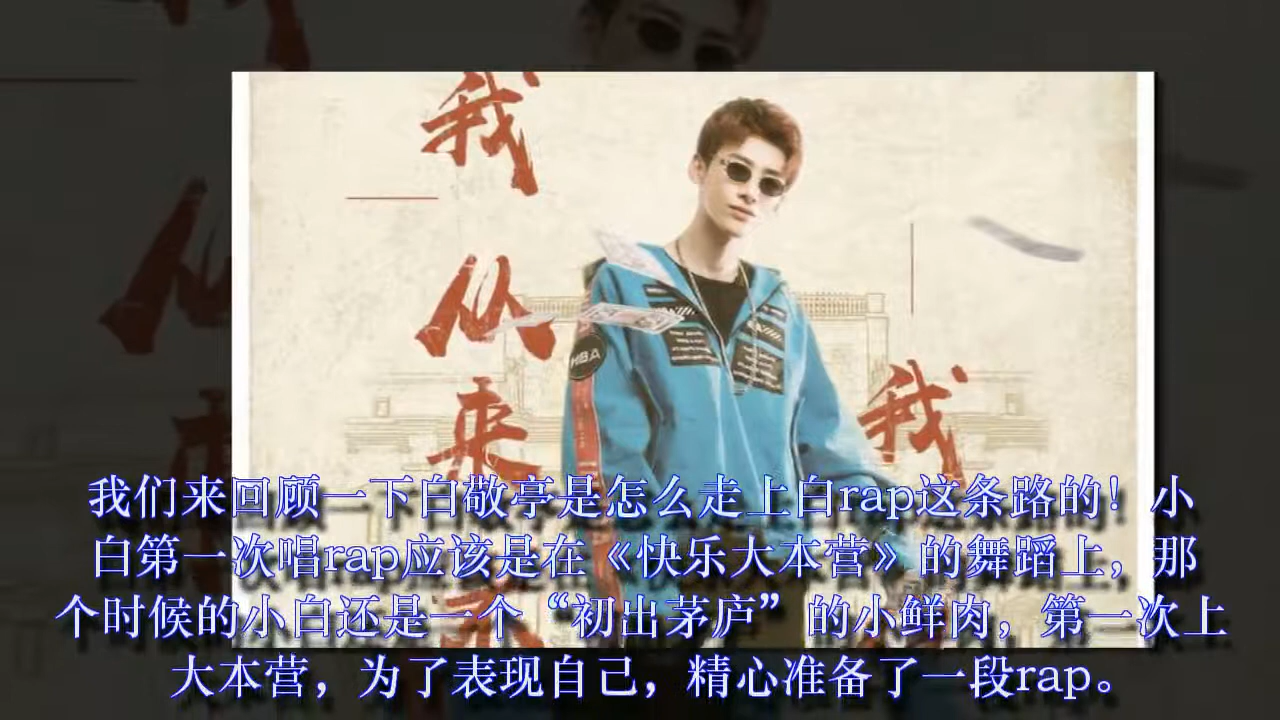 我
从
来
我
HBA
我们来回顾一下白敬亭是怎么走上白rap这条路的！小
白第一次唱rap应该是在《快乐大本营》的舞蹈上，那
个时候的小白还是一个“初出茅庐”的小鲜肉，第一次上
大本营，为了表现自己，精心准备了一段rap。